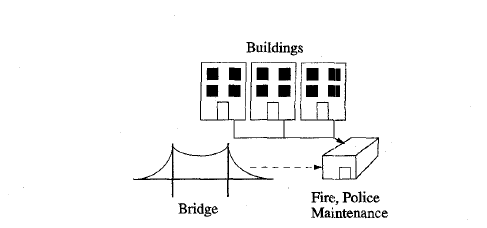 Buildings
Bridge
Fire, Police
Maintenance